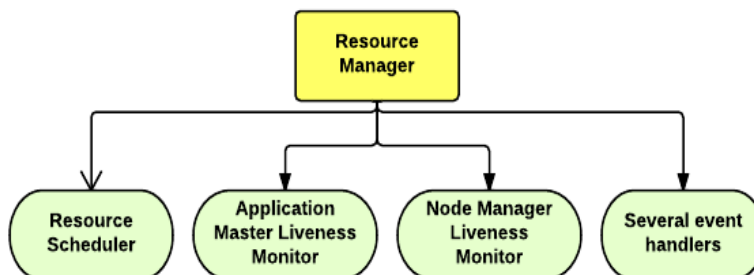 Resource
Manager
Resource
Scheduler
Application
Master Liveness
Monitor
Node Manager
Liveness
Monitor
Several event
handlers